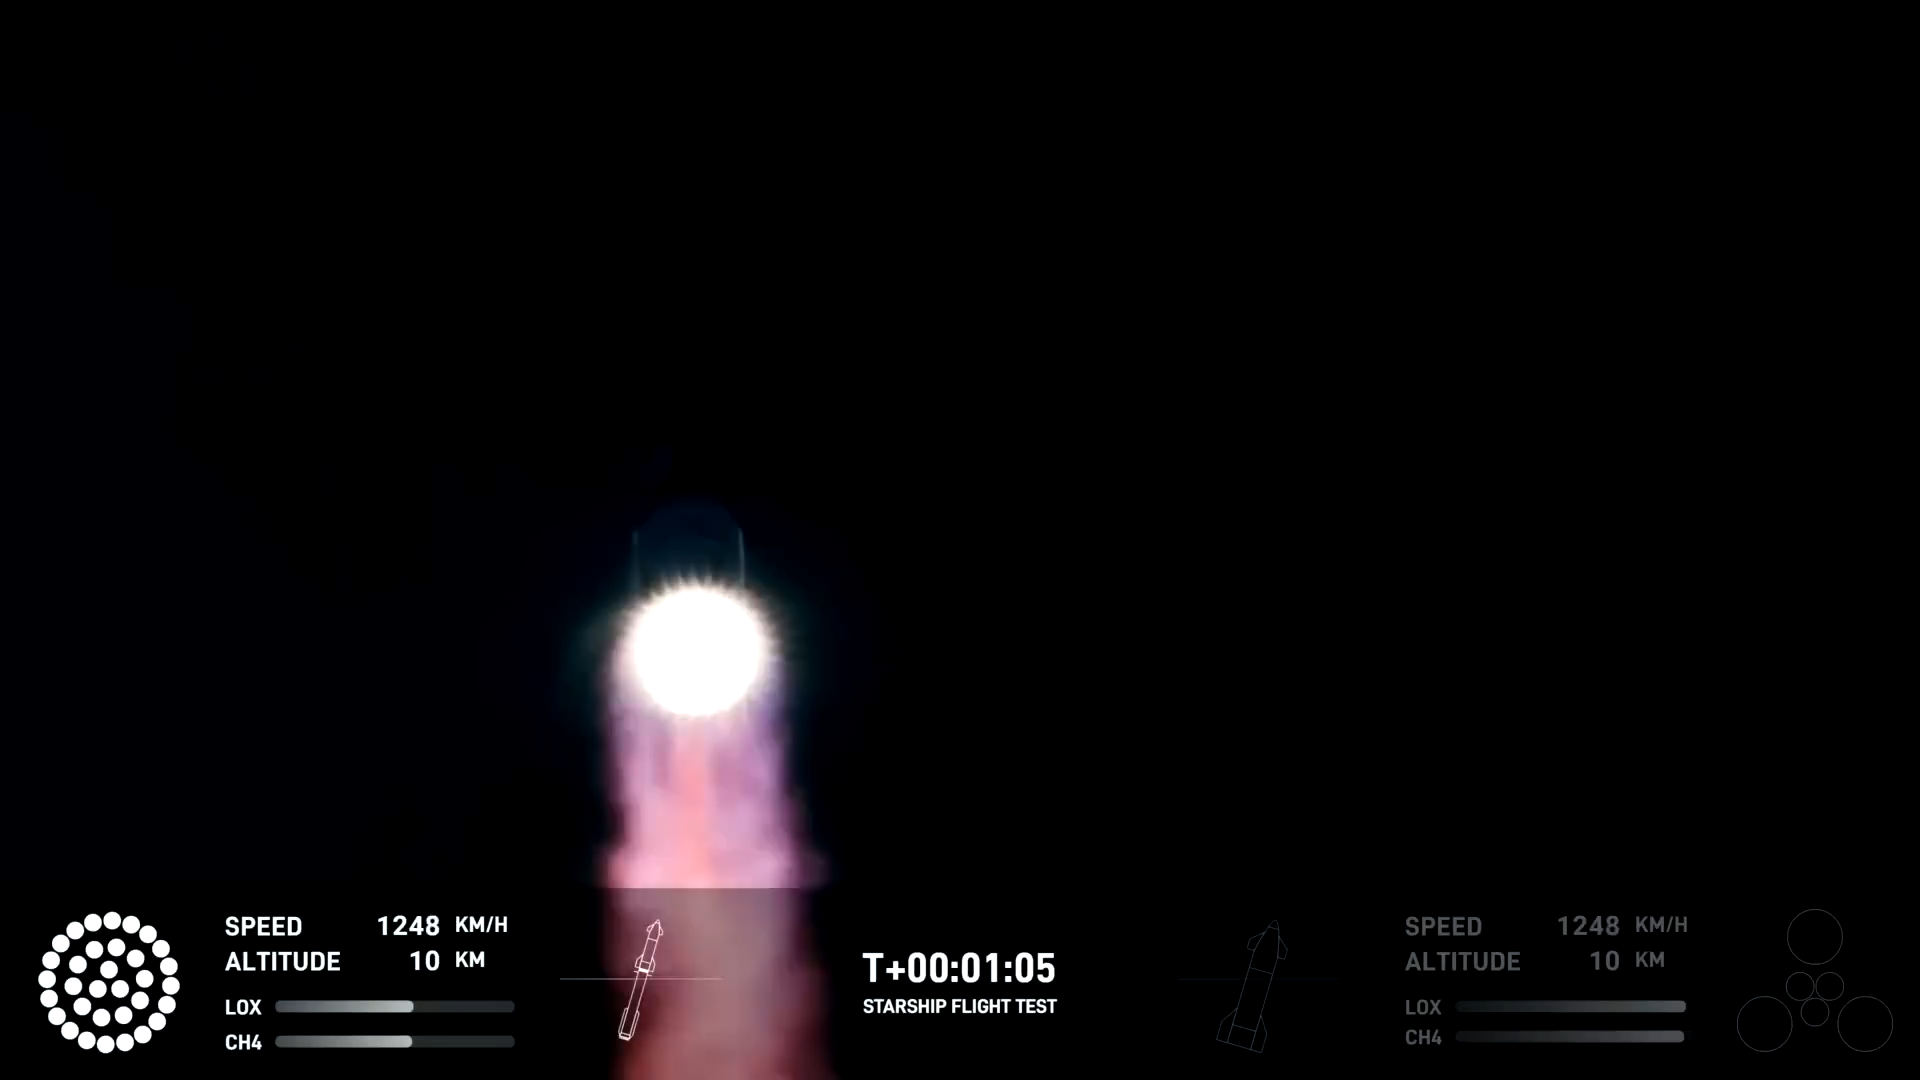 SPEED 1248 KM/H
ALTITUDE 10 KM
LOX
CH4
T+00:01:05
STARSHIP FLIGHT TEST
SPEED 1248 KM/H
ALTITUDE 10 KM
LOX
CH4